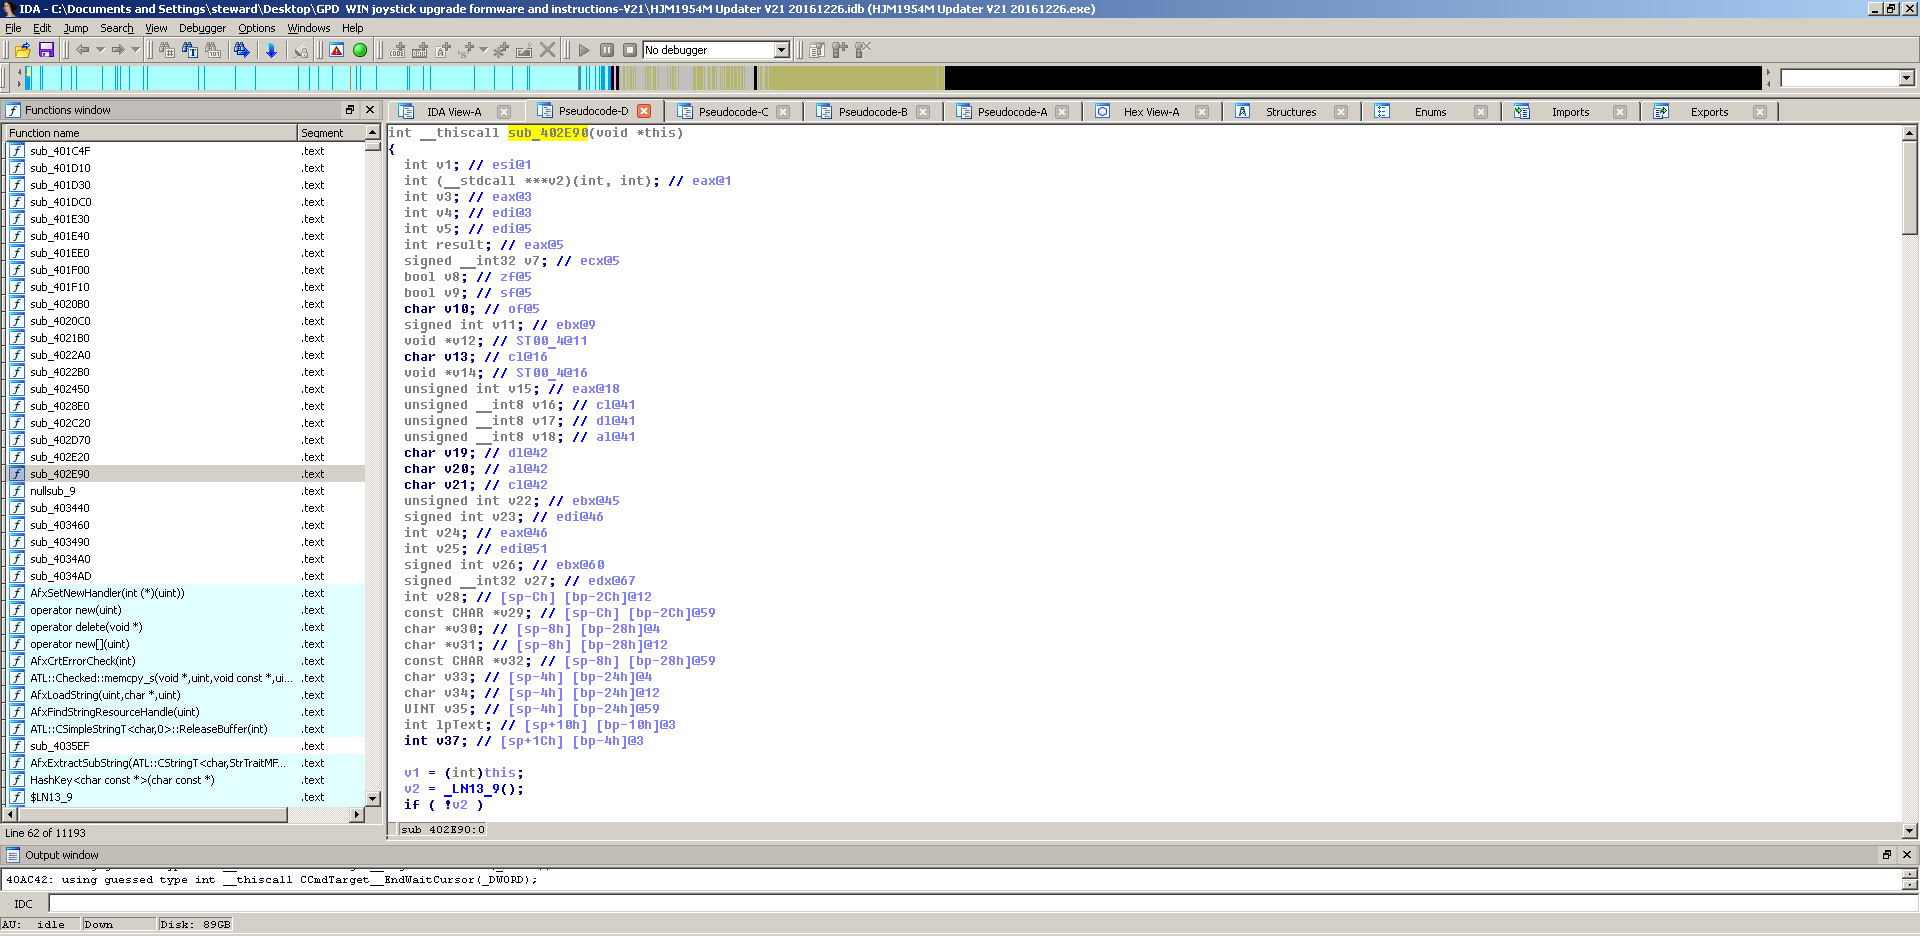 IDA - C:\Documents and Settings\steward\Desktop\GPD WIN joystick upgrade formware and instructions-V21\HJM1954M Updater V21 20161226.idb (HJM1954M Updater V21 20161226.exe)
File Edit Jump Search View Debugger Options Windows Help
No debugger
Functions window
IDA View-A Pseudocode-D Pseudocode-C Pseudocode-B Pseudocode-A Hex View-A Structures Enums Imports Exports
Function name Segment
sub_401C4F .text
sub_401D10 .text
sub_401D30 .text
sub_401DC0 .text
sub_401E30 .text
sub_401E40 .text
sub_401EE0 .text
sub_401F00 .text
sub_401F10 .text
sub_4020B0 .text
sub_4020C0 .text
sub_4021B0 .text
sub_4022A0 .text
sub_4022B0 .text
sub_402450 .text
sub_4028E0 .text
sub_402C20 .text
sub_402D70 .text
sub_402E20 .text
sub_402E90 .text
nullsub_9 .text
sub_403440 .text
sub_403460 .text
sub_403490 .text
sub_4034A0 .text
sub_4034AD .text
AfxSetNewHandler(int (*)(uint)) .text
operator new(uint) .text
operator delete(void *) .text
operator new[](uint) .text
AfxCrtErrorCheck(int) .text
ATL::Checked::memcpy_s(void *,uint,void const *,ui... .text
AfxLoadString(uint,char *,uint) .text
AfxFindStringResourceHandle(uint) .text
ATL::CSimpleStringT<char,0>::ReleaseBuffer(int) .text
sub_4035EF .text
AfxExtractSubString(ATL::CStringT<char,StrTraitMF... .text
HashKey<char const *>(char const *) .text
$LN13_9 .text
Line 62 of 11193
int __thiscall sub_402E90(void *this)
{
int v1; // esi@1
int (__stdcall ***v2)(int, int); // eax@1
int v3; // eax@3
int v4; // edi@3
int v5; // edi@5
int result; // eax@5
signed __int32 v7; // ecx@5
bool v8; // zf@5
bool v9; // sf@5
char v10; // of@5
signed int v11; // ebx@9
void *v12; // ST00_4@11
char v13; // cl@16
void *v14; // ST00_4@16
unsigned int v15; // eax@18
unsigned __int8 v16; // cl@41
unsigned __int8 v17; // dl@41
unsigned __int8 v18; // al@41
char v19; // dl@42
char v20; // al@42
char v21; // cl@42
unsigned int v22; // ebx@45
signed int v23; // edi@46
int v24; // eax@46
int v25; // edi@51
signed int v26; // ebx@60
signed __int32 v27; // edx@67
int v28; // [sp-Ch] [bp-2Ch]@12
const CHAR *v29; // [sp-Ch] [bp-2Ch]@59
char *v30; // [sp-8h] [bp-28h]@4
char *v31; // [sp-8h] [bp-28h]@12
const CHAR *v32; // [sp-8h] [bp-28h]@59
char v33; // [sp-4h] [bp-24h]@4
char v34; // [sp-4h] [bp-24h]@12
UINT v35; // [sp-4h] [bp-24h]@59
int lpText; // [sp+10h] [bp-10h]@3
int v37; // [sp+1Ch] [bp-4h]@3
v1 = (int)this;
v2 = _LN13_9();
if ( !v2 )
sub 402E90:0
Output window
40AC42: using guessed type int __thiscall CCmdTarget__EndWaitCursor(_DWORD);
IDC
AU: idle Down Disk: 89GB